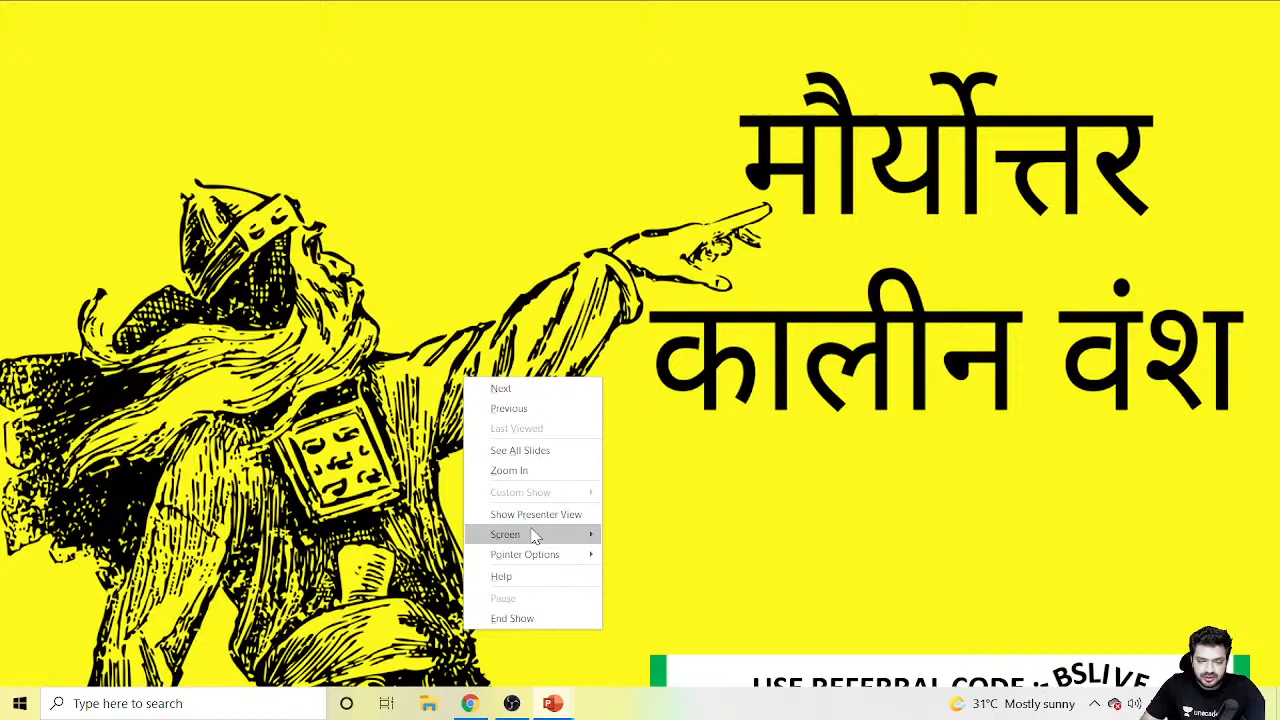 मौर्योत्तर
कालीन वंश
Next
Previous
Last Viewed
See All Slides
Zoom In
Custom Show
Show Presenter View
Screen
Pointer Options
Help
Pause
End Show
USE REFERRAL CODE :- BSLIVE
Type here to search
31°C Mostly sunny